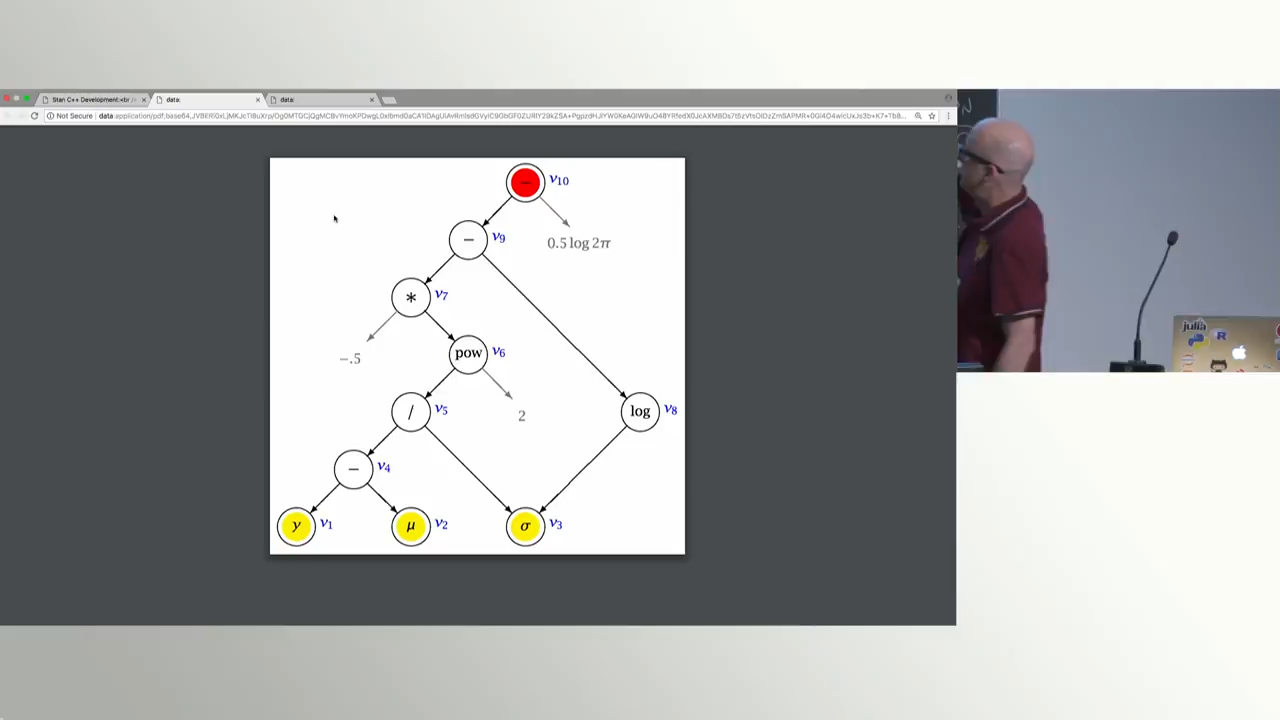 Stan C++ Development:<br /
data:
data:
Not Secure
− v10
− v9
0.5 log 2π
* v7
−.5
pow v6
/ v5
2
log v8
− v4
y v1
μ v2
σ v3
julia
R